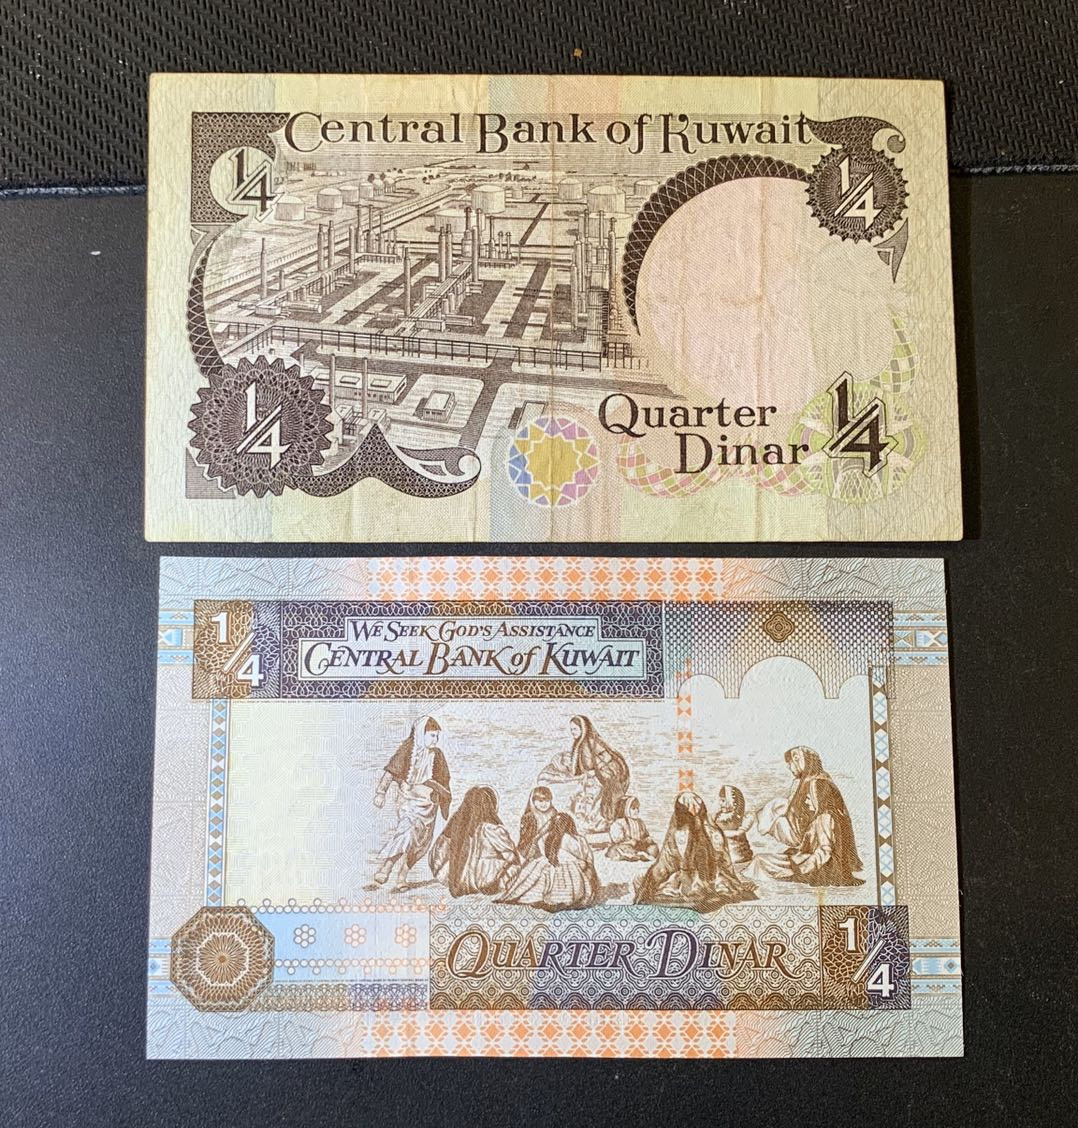 Central Bank of Kuwait
1/4
1/4
1/4
Quarter
Dinar
1/4
1/4
WE SEEK GOD'S ASSISTANCE
CENTRAL BANK of KUWAIT
QUARTER DINAR
1/4